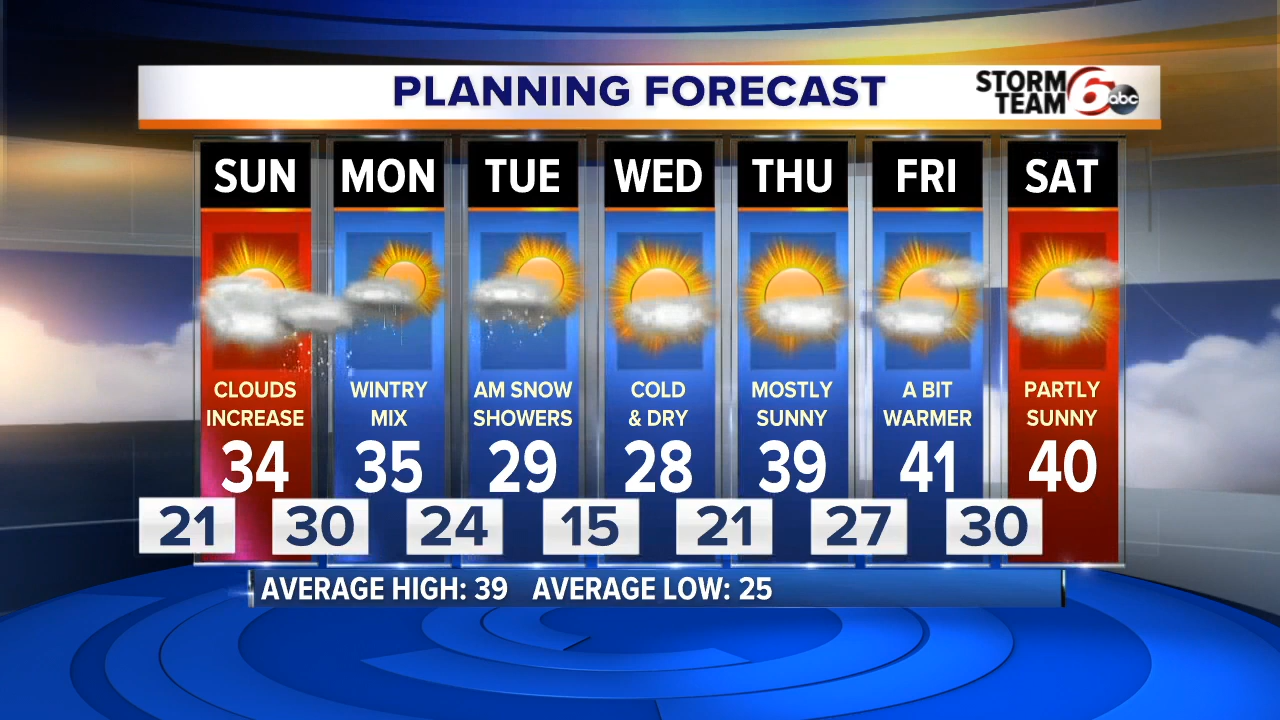 PLANNING FORECAST
STORM
TEAM 6 abc
SUN MON TUE WED THU FRI SAT
CLOUDS
INCREASE
34
WINTRY
MIX
35
AM SNOW
SHOWERS
29
COLD
& DRY
28
MOSTLY
SUNNY
39
A BIT
WARMER
41
PARTLY
SUNNY
40
21 30 24 15 21 27 30
AVERAGE HIGH: 39 AVERAGE LOW: 25